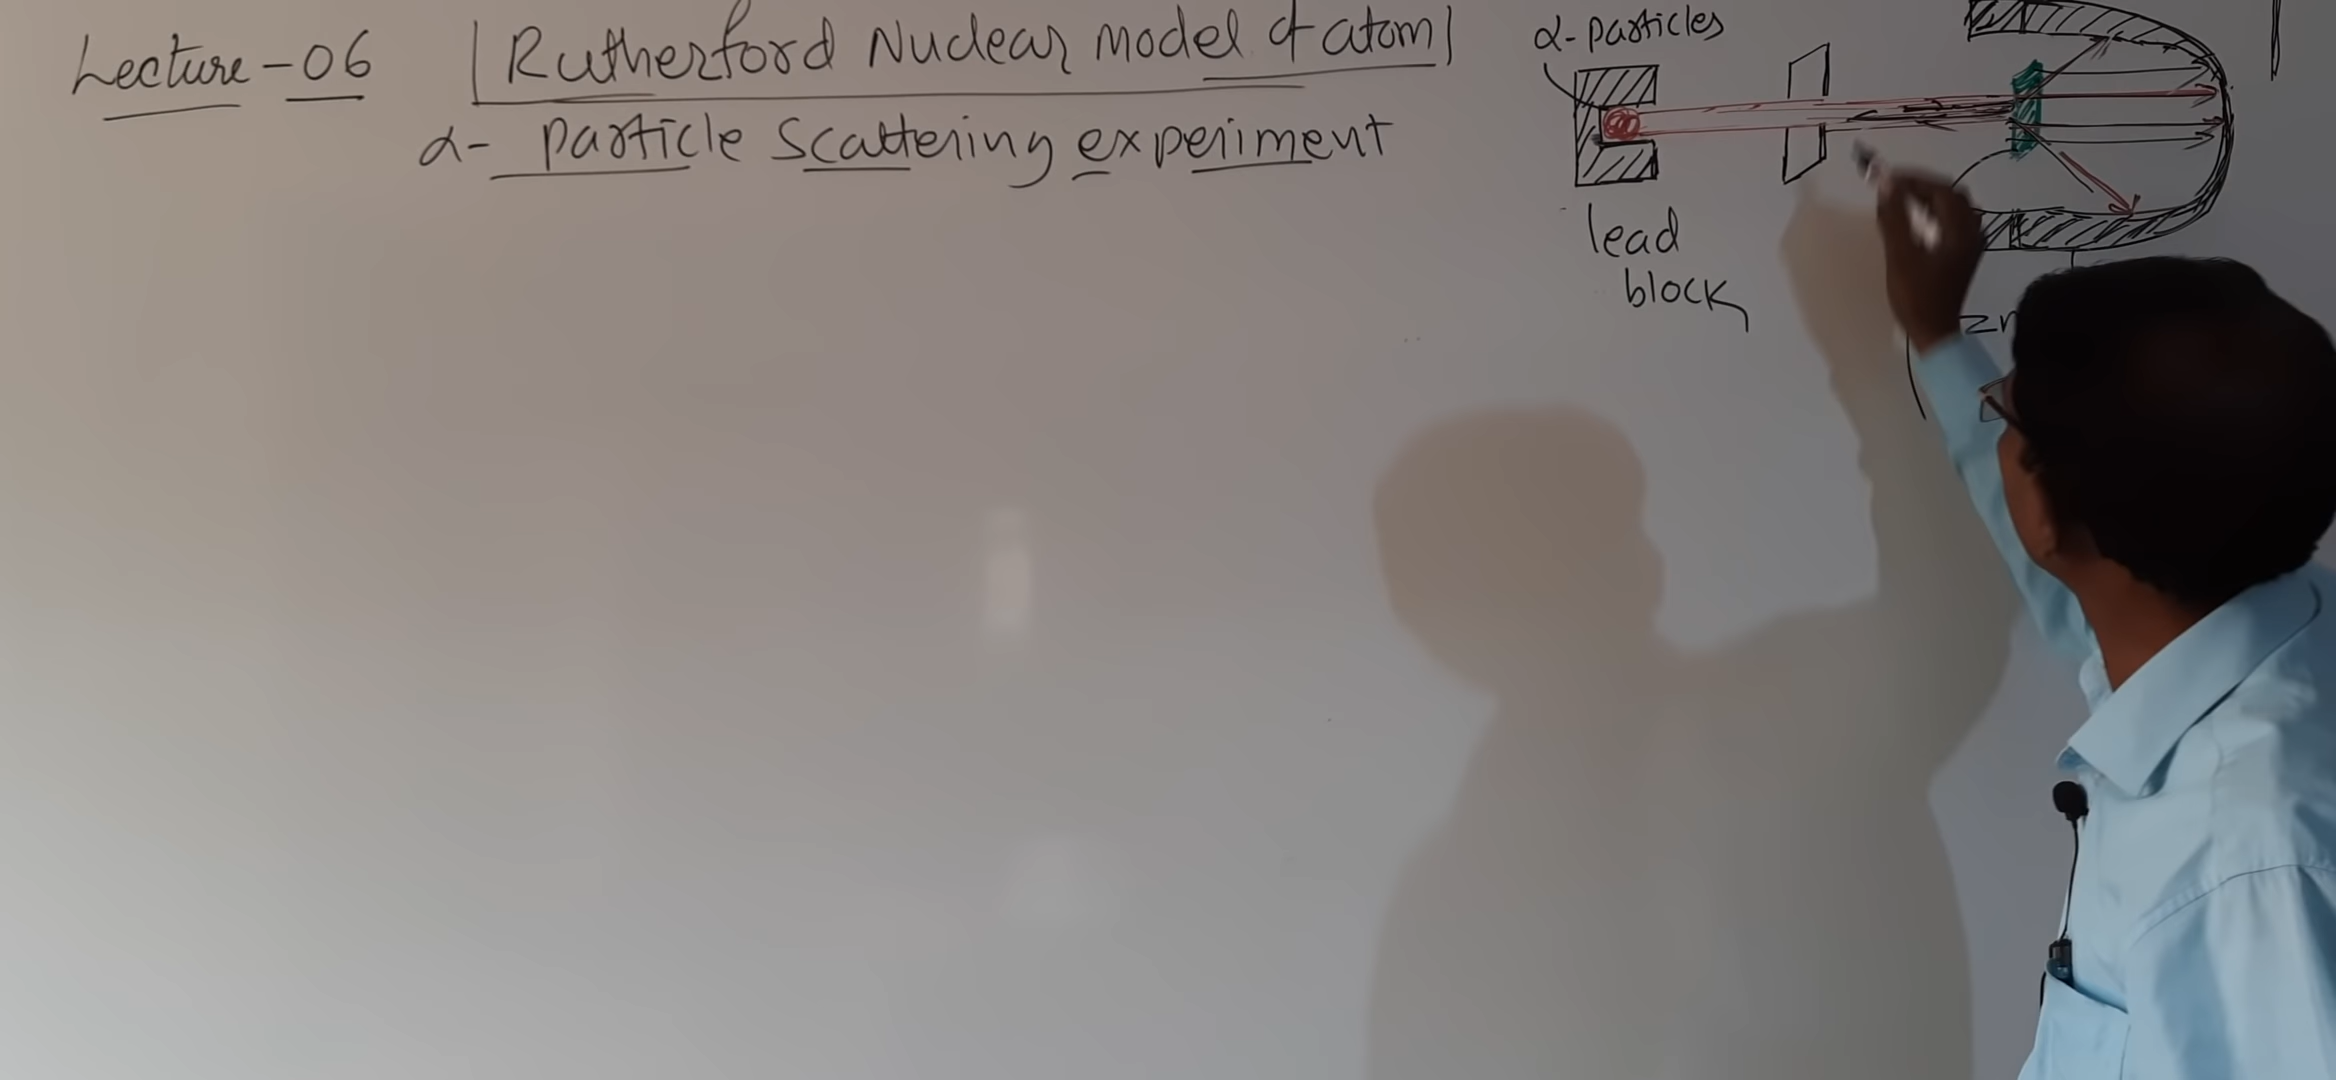 Lecture-06 Rutherford Nuclear model of atom
α- particle scattering experiment
α-particles
lead
block